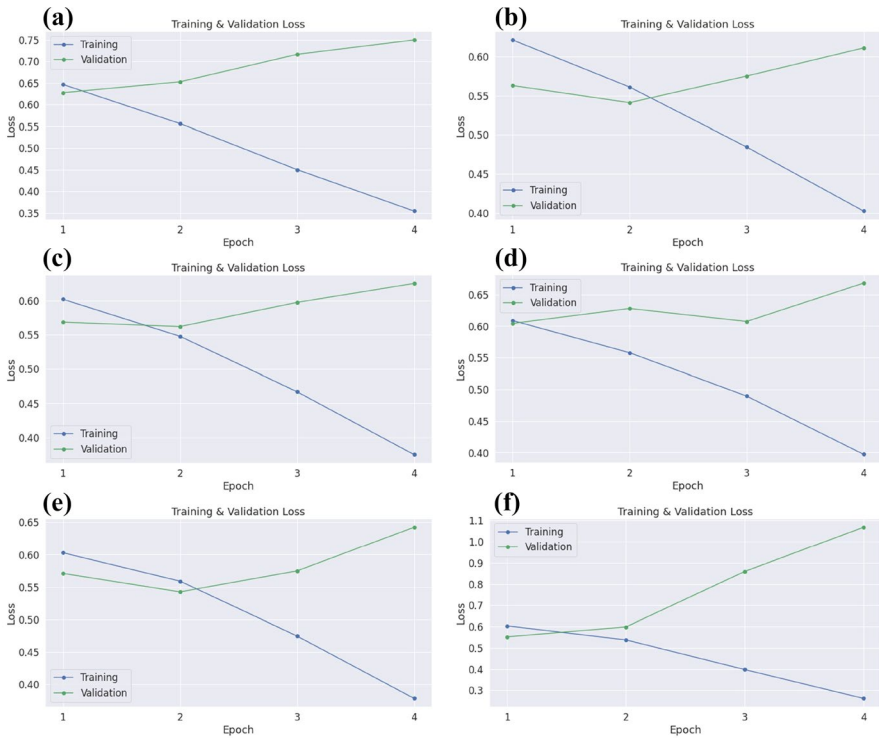 (a)
Training & Validation Loss
Training
Validation
0.75
0.70
0.65
0.60
0.55
0.50
0.45
0.40
0.35
Loss
1 2 3 4
Epoch
(b)
Training & Validation Loss
0.60
0.55
0.50
0.45
0.40
Loss
Training
Validation
1 2 3 4
Epoch
(c)
Training & Validation Loss
0.60
0.55
0.50
0.45
0.40
Loss
Training
Validation
1 2 3 4
Epoch
(d)
Training & Validation Loss
Training
Validation
0.65
0.60
0.55
0.50
0.45
0.40
Loss
1 2 3 4
Epoch
(e)
Training & Validation Loss
0.65
0.60
0.55
0.50
0.45
0.40
Loss
Training
Validation
1 2 3 4
Epoch
(f)
Training & Validation Loss
Training
Validation
1.1
1.0
0.9
0.8
0.7
0.6
0.5
0.4
0.3
Loss
1 2 3 4
Epoch